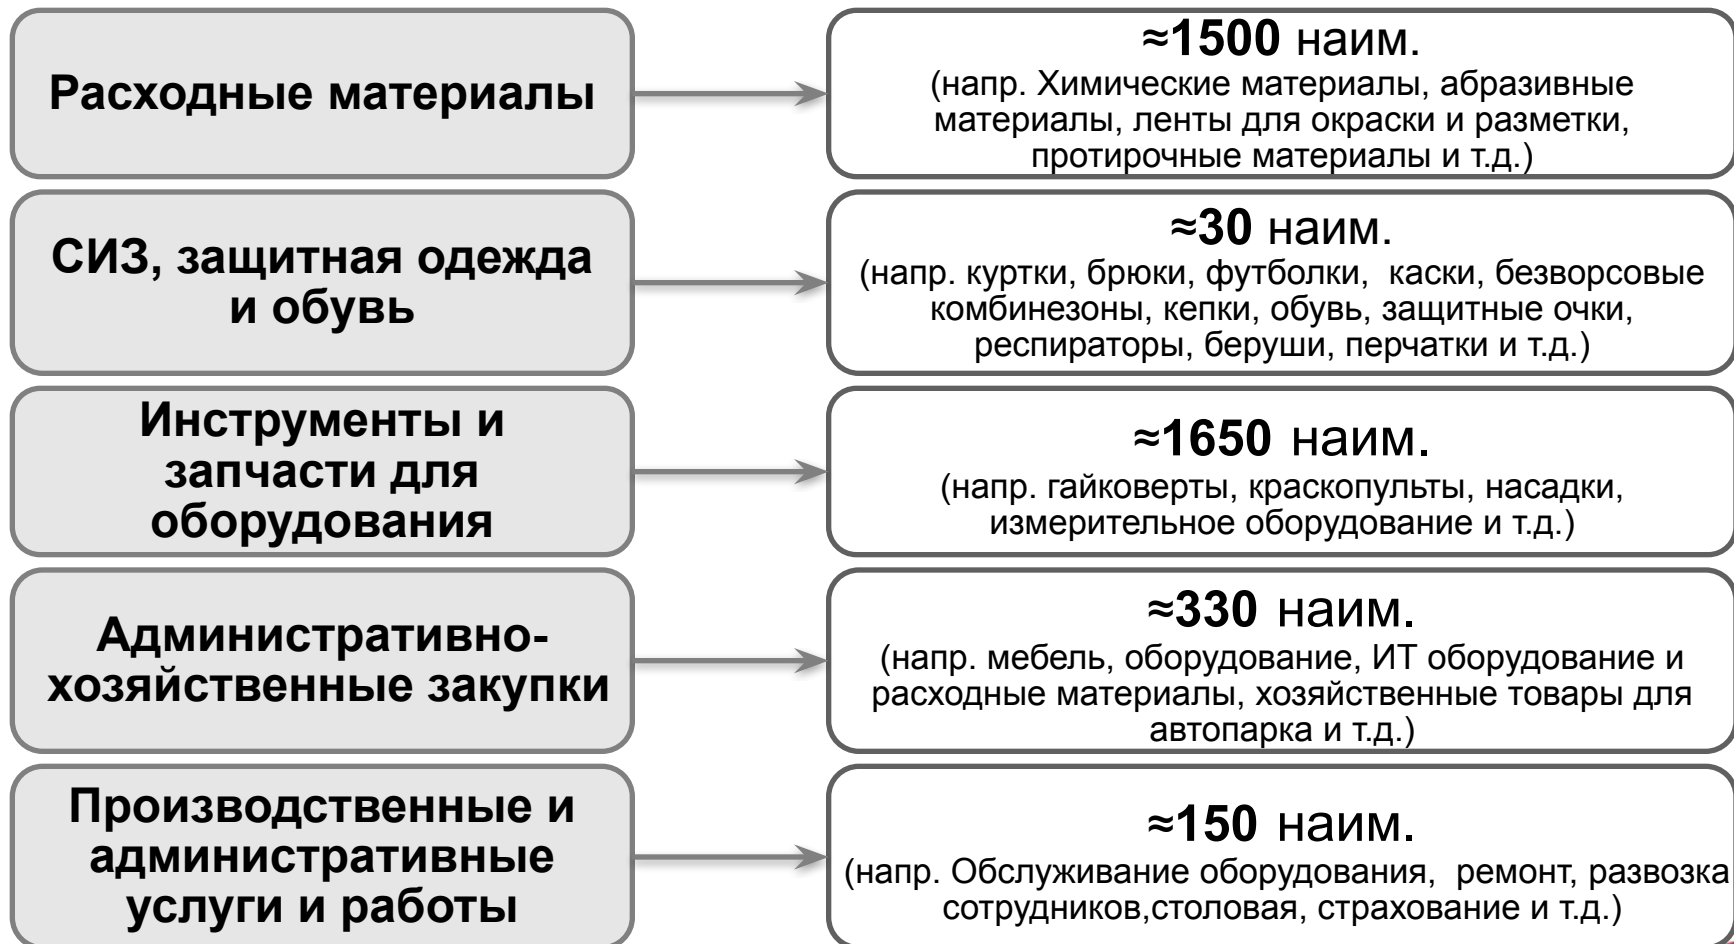 Расходные материалы
≈1500 наим.
(напр. Химические материалы, абразивные
материалы, ленты для окраски и разметки,
протирочные материалы и т.д.)
СИЗ, защитная одежда
и обувь
≈30 наим.
(напр. куртки, брюки, футболки,  каски, безворсовые
комбинезоны, кепки, обувь, защитные очки,
респираторы, беруши, перчатки и т.д.)
Инструменты и
запчасти для
оборудования
≈1650 наим.
(напр. гайковерты, краскопульты, насадки,
измерительное оборудование и т.д.)
Административно-
хозяйственные закупки
≈330 наим.
(напр. мебель, оборудование, ИТ оборудование и
расходные материалы, хозяйственные товары для
автопарка и т.д.)
Производственные и
административные
услуги и работы
≈150 наим.
(напр. Обслуживание оборудования,  ремонт, развозка
сотрудников,столовая, страхование и т.д.)